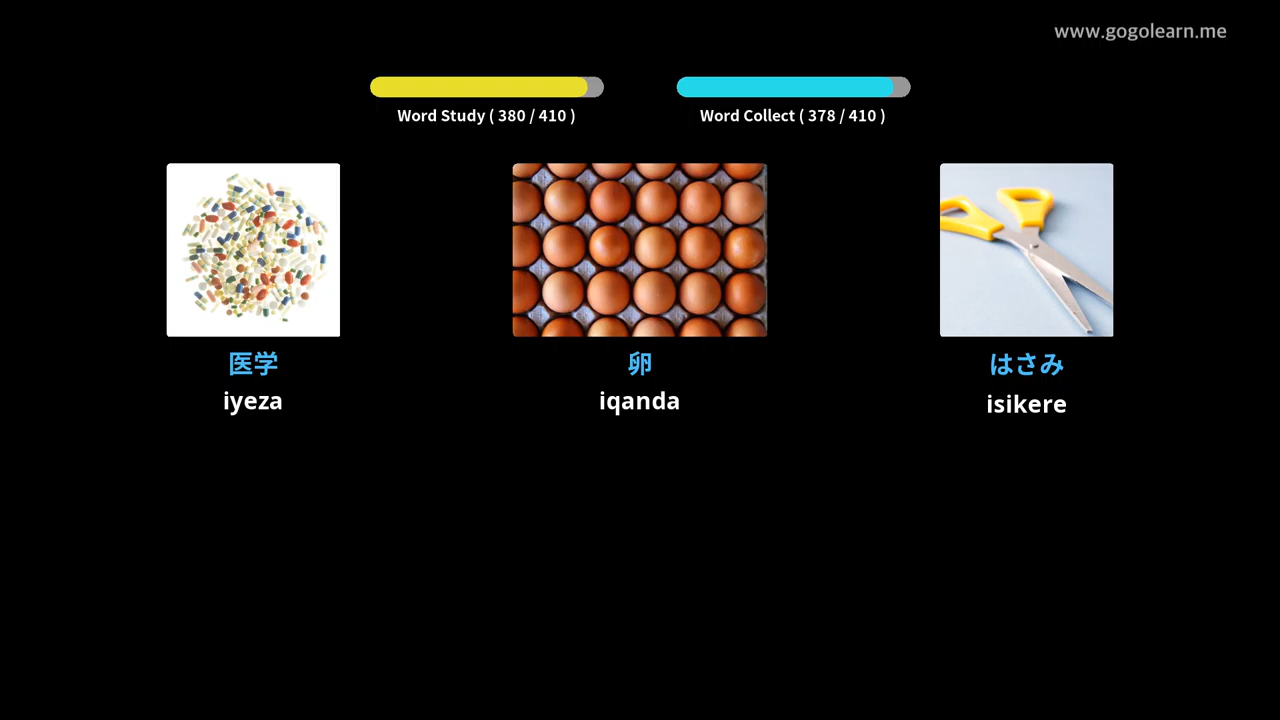 www.gogolearn.me
Word Study ( 380 / 410 )
Word Collect ( 378 / 410 )
医学
iyeza
卵
iqanda
はさみ
isikere